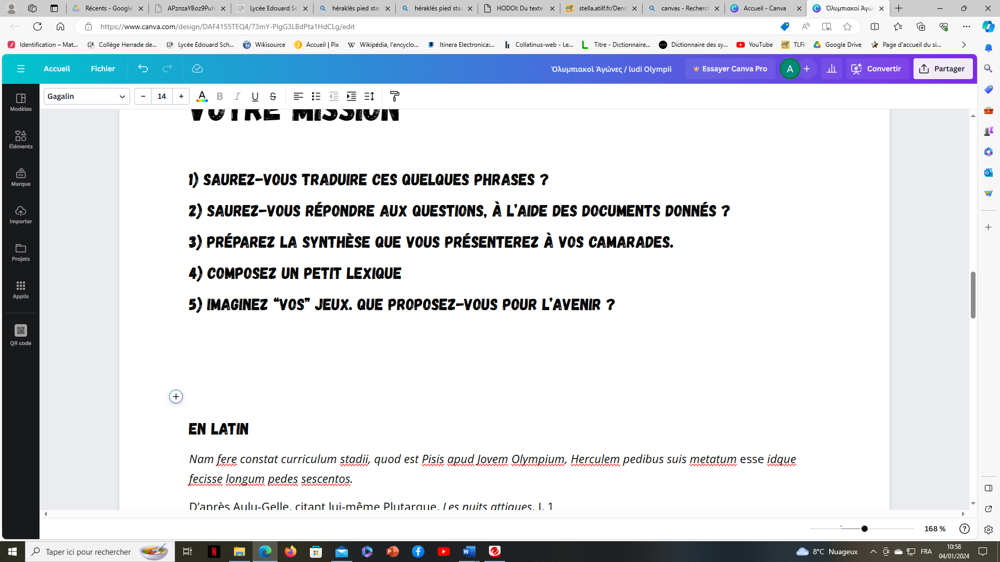 Récents - Google
APznzaYBoz9Puh
Lycée Edouard Sc
héraklès pied stac
héraklès pied stac
HODOI: Du texte
stella.atilf.fr/Dend
canvas - Recherch
Accueil - Canva
Ὀλυμπιακοὶ Ἀγών
https://www.canva.com/design/DAF4155TEQ4/73mY-PIgG3LBdPta1HdCLg/edit
Identification – Mat...
Collège Herrade de...
Lycée Edouard Sch...
Wikisource
Accueil | Pix
Wikipédia, l'encyclo...
Itinera Electronica:...
Collatinus-web - Le...
Titre - Dictionnaire...
Dictionnaire des sy...
YouTube
TLFi
Google Drive
Page d'accueil du si...
Accueil
Fichier
Ὀλυμπιακοὶ Ἀγώνες / ludi Olympii
Essayer Canva Pro
A
Convertir
Partager
Gagalin
14
A
B
I
U
S
Modèles
Éléments
Marque
Importer
Projets
Applis
QR code
VOTRE MISSION
1) SAUREZ-VOUS TRADUIRE CES QUELQUES PHRASES ?
2) SAUREZ-VOUS RÉPONDRE AUX QUESTIONS, À L'AIDE DES DOCUMENTS DONNÉS ?
3) PRÉPAREZ LA SYNTHÈSE QUE VOUS PRÉSENTEREZ À VOS CAMARADES.
4) COMPOSEZ UN PETIT LEXIQUE
5) IMAGINEZ “VOS” JEUX. QUE PROPOSEZ-VOUS POUR L'AVENIR ?
EN LATIN
Nam fere constat curriculum stadii, quod est Pisis apud Jovem Olympium, Herculem pedibus suis metatum esse idque
fecisse longum pedes sescentos.
D’après Aulu-Gelle, citant lui-même Plutarque, Les nuits attiques, I, 1
168 %
Taper ici pour rechercher
8°C Nuageux
FRA
10:58
04/01/2024